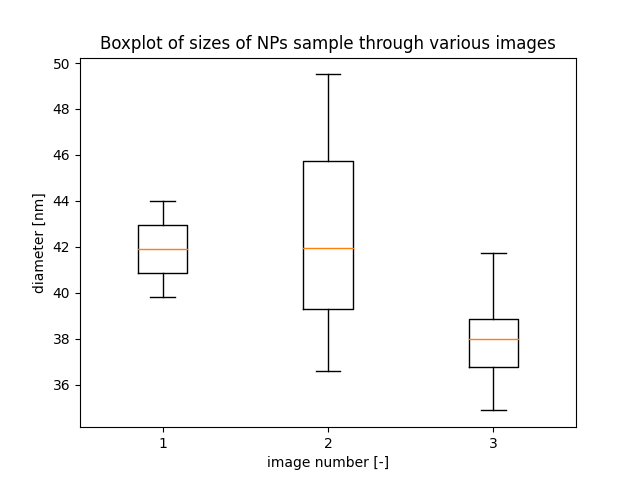 Boxplot of sizes of NPs sample through various images
50
48
46
44
42
40
38
36
diameter [nm]
1 2 3
image number [-]